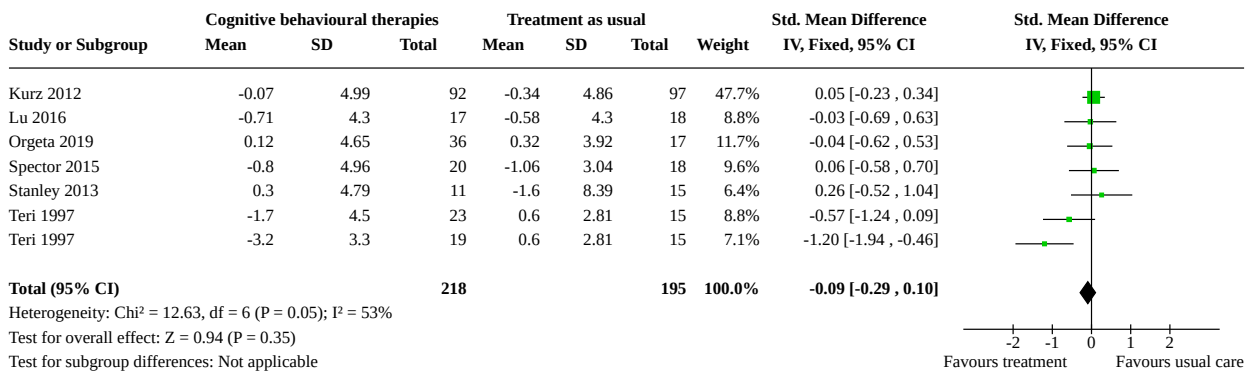 Cognitive behavioural therapies Treatment as usual Std. Mean Difference Std. Mean Difference
Study or Subgroup Mean SD Total Mean SD Total Weight IV, Fixed, 95% CI IV, Fixed, 95% CI
Kurz 2012 -0.07 4.99 92 -0.34 4.86 97 47.7% 0.05 [-0.23 , 0.34]
Lu 2016 -0.71 4.3 17 -0.58 4.3 18 8.8% -0.03 [-0.69 , 0.63]
Orgeta 2019 0.12 4.65 36 0.32 3.92 17 11.7% -0.04 [-0.62 , 0.53]
Spector 2015 -0.8 4.96 20 -1.06 3.04 18 9.6% 0.06 [-0.58 , 0.70]
Stanley 2013 0.3 4.79 11 -1.6 8.39 15 6.4% 0.26 [-0.52 , 1.04]
Teri 1997 -1.7 4.5 23 0.6 2.81 15 8.8% -0.57 [-1.24 , 0.09]
Teri 1997 -3.2 3.3 19 0.6 2.81 15 7.1% -1.20 [-1.94 , -0.46]
Total (95% CI) 218 195 100.0% -0.09 [-0.29 , 0.10]
Heterogeneity: Chi² = 12.63, df = 6 (P = 0.05); I² = 53%
Test for overall effect: Z = 0.94 (P = 0.35)
-2 -1 0 1 2
Test for subgroup differences: Not applicable
Favours treatment Favours usual care